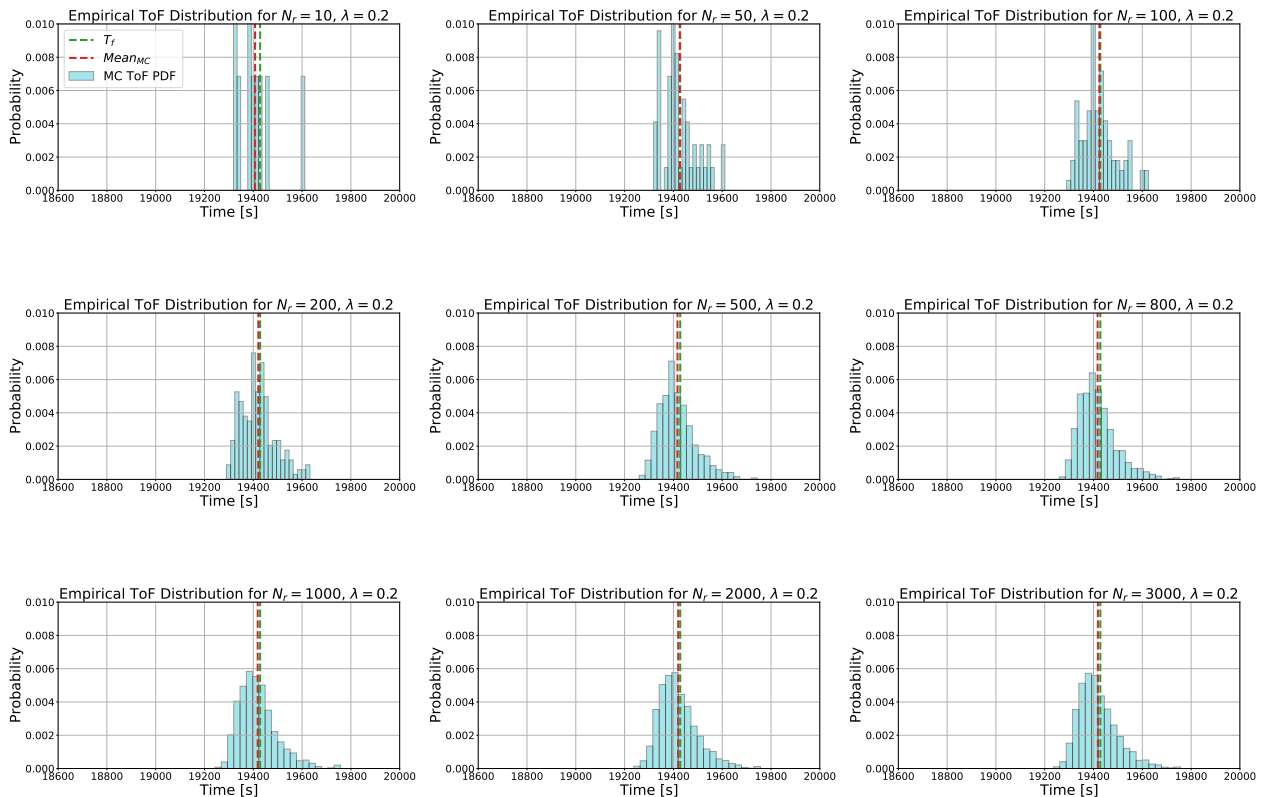 Empirical ToF Distribution for N_r = 10, λ = 0.2
Empirical ToF Distribution for N_r = 50, λ = 0.2
Empirical ToF Distribution for N_r = 100, λ = 0.2
0.010
0.008
0.006
0.004
0.002
0.000
Probability
T_f
Mean_MC
MC ToF PDF
18600 18800 19000 19200 19400 19600 19800 20000
Time [s]
0.010
0.008
0.006
0.004
0.002
0.000
Probability
18600 18800 19000 19200 19400 19600 19800 20000
Time [s]
0.010
0.008
0.006
0.004
0.002
0.000
Probability
18600 18800 19000 19200 19400 19600 19800 20000
Time [s]
Empirical ToF Distribution for N_r = 200, λ = 0.2
Empirical ToF Distribution for N_r = 500, λ = 0.2
Empirical ToF Distribution for N_r = 800, λ = 0.2
0.010
0.008
0.006
0.004
0.002
0.000
Probability
18600 18800 19000 19200 19400 19600 19800 20000
Time [s]
0.010
0.008
0.006
0.004
0.002
0.000
Probability
18600 18800 19000 19200 19400 19600 19800 20000
Time [s]
0.010
0.008
0.006
0.004
0.002
0.000
Probability
18600 18800 19000 19200 19400 19600 19800 20000
Time [s]
Empirical ToF Distribution for N_r = 1000, λ = 0.2
Empirical ToF Distribution for N_r = 2000, λ = 0.2
Empirical ToF Distribution for N_r = 3000, λ = 0.2
0.010
0.008
0.006
0.004
0.002
0.000
Probability
18600 18800 19000 19200 19400 19600 19800 20000
Time [s]
0.010
0.008
0.006
0.004
0.002
0.000
Probability
18600 18800 19000 19200 19400 19600 19800 20000
Time [s]
0.010
0.008
0.006
0.004
0.002
0.000
Probability
18600 18800 19000 19200 19400 19600 19800 20000
Time [s]